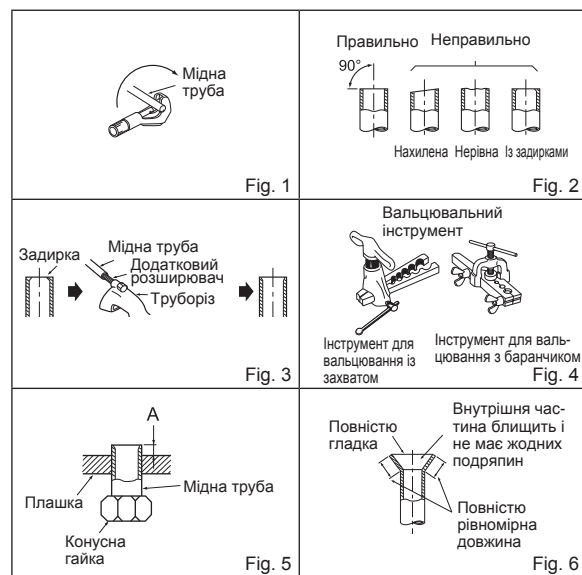 Мідна
труба
Fig. 1
Правильно
Неправильно
90°
Нахилена
Нерівна
Із задирками
Fig. 2
Задирка
Мідна труба
Додатковий
розширювач
Труборіз
Fig. 3
Вальцювальний
інструмент
Інструмент для
вальцювання із
захватом
Інструмент для валь-
цювання з баранчиком
Fig. 4
A
Плашка
Мідна труба
Конусна
гайка
Fig. 5
Повністю
гладка
Внутрішня час-
тина блищить і
не має жодних
подряпин
Повністю
рівномірна
довжина
Fig. 6